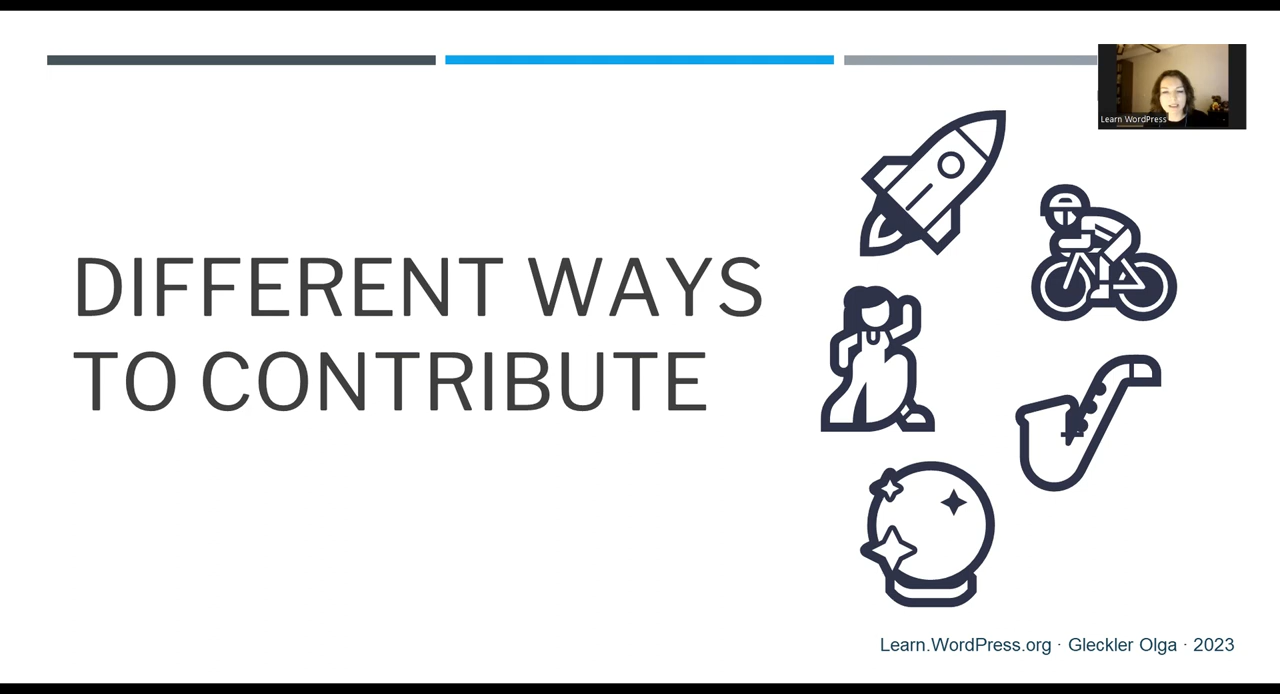 Learn WordPress
DIFFERENT WAYS
TO CONTRIBUTE
Learn.WordPress.org · Gleckler Olga · 2023